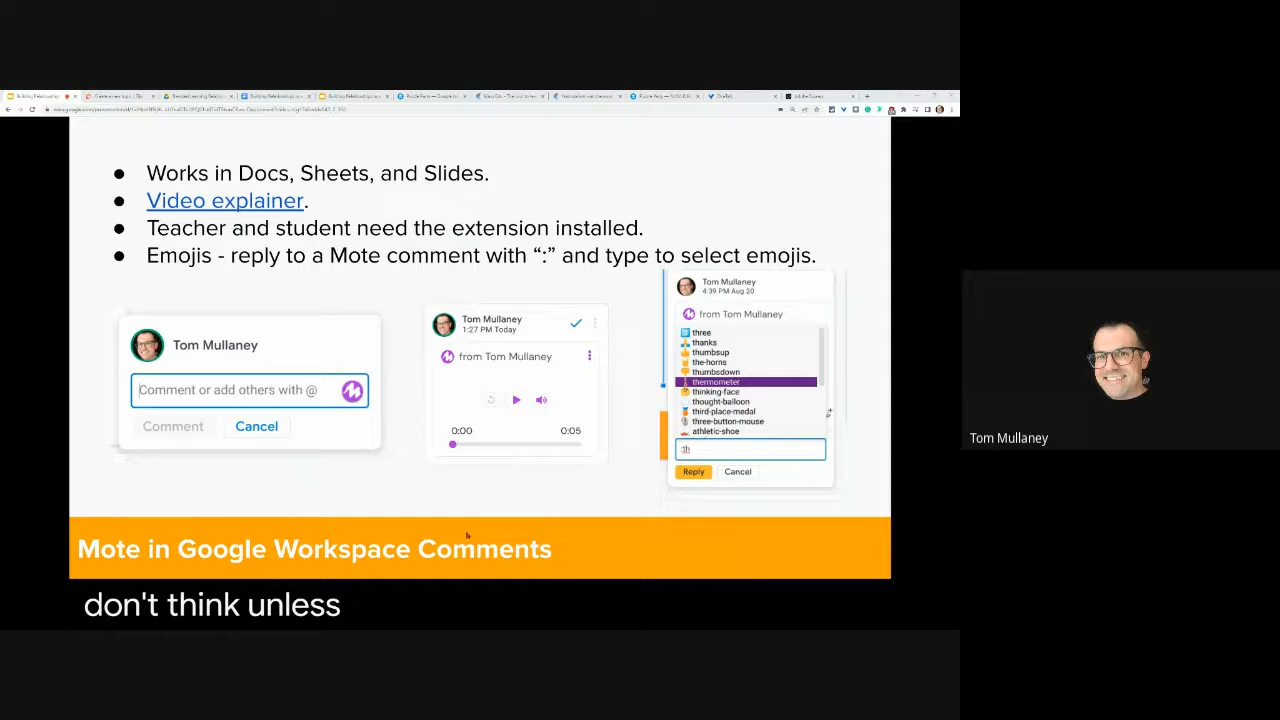 ● Works in Docs, Sheets, and Slides.
● Video explainer.
● Teacher and student need the extension installed.
● Emojis - reply to a Mote comment with “:” and type to select emojis.
Tom Mullaney
Comment or add others with @
Comment Cancel
Tom Mullaney
1:27 PM Today
from Tom Mullaney
0:00 0:05
Tom Mullaney
4:39 PM Aug 20
from Tom Mullaney
three
thanks
thumbsup
the-horns
thumbsdown
thermometer
thinking-face
thought-balloon
third-place-medal
three-button-mouse
athletic-shoe
:th
Reply Cancel
Mote in Google Workspace Comments
don't think unless
Tom Mullaney